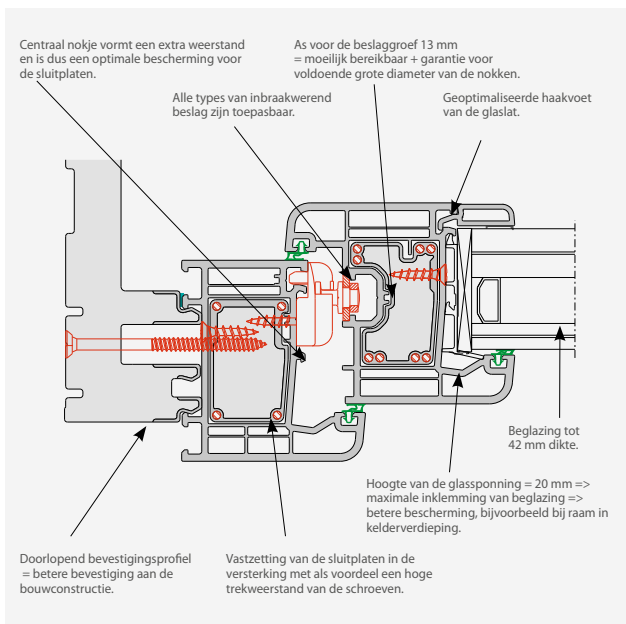 Centraal nokje vormt een extra weerstand
en is dus een optimale bescherming voor
de sluitplaten.
As voor de beslaggroef 13 mm
= moeilijk bereikbaar + garantie voor
voldoende grote diameter van de nokken.
Alle types van inbraakwerend
beslag zijn toepasbaar.
Geoptimaliseerde haakvoet
van de glaslat.
Beglazing tot
42 mm dikte.
Hoogte van de glassponning = 20 mm =>
maximale inklemming van beglazing =>
betere bescherming, bijvoorbeeld bij raam in
kelderverdieping.
Doorlopend bevestigingsprofiel
= betere bevestiging aan de
bouwconstructie.
Vastzetting van de sluitplaten in de
versterking met als voordeel een hoge
trekweerstand van de schroeven.